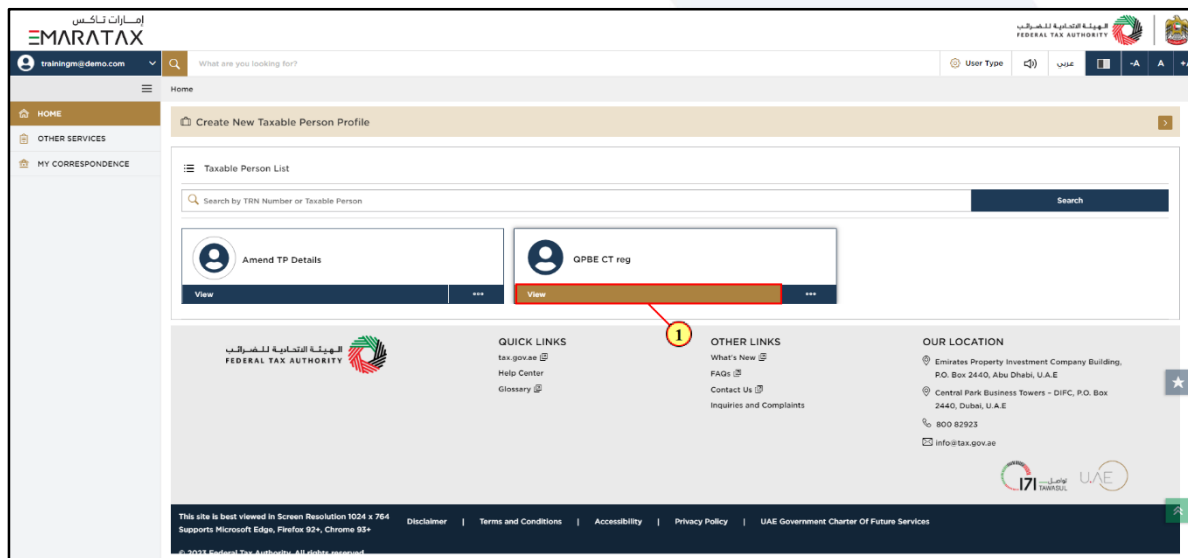 إمـــارات تـاكــس
EMARATAX
الهيئة الاتحادية للضرائب
FEDERAL TAX AUTHORITY
trainingm@demo.com
What are you looking for?
User Type
عربي
-A
A
Home
HOME
OTHER SERVICES
MY CORRESPONDENCE
Create New Taxable Person Profile
Taxable Person List
Search by TRN Number or Taxable Person
Search
Amend TP Details
QPBE CT reg
View
View
1
الهيئة الاتحادية للضرائب
FEDERAL TAX AUTHORITY
QUICK LINKS
tax.gov.ae
Help Center
Glossary
OTHER LINKS
What's New
FAQs
Contact Us
Inquiries and Complaints
OUR LOCATION
Emirates Property Investment Company Building,
P.O. Box 2440, Abu Dhabi, U.A.E
Central Park Business Towers - DIFC, P.O. Box
2440, Dubai, U.A.E
800 82923
info@tax.gov.ae
171
تواصل
TAWASUL
U.AE
This site is best viewed in Screen Resolution 1024 x 764
Supports Microsoft Edge, Firefox 92+, Chrome 93+
Disclaimer | Terms and Conditions | Accessibility | Privacy Policy | UAE Government Charter Of Future Services
© 2023 Federal Tax Authority. All rights reserved